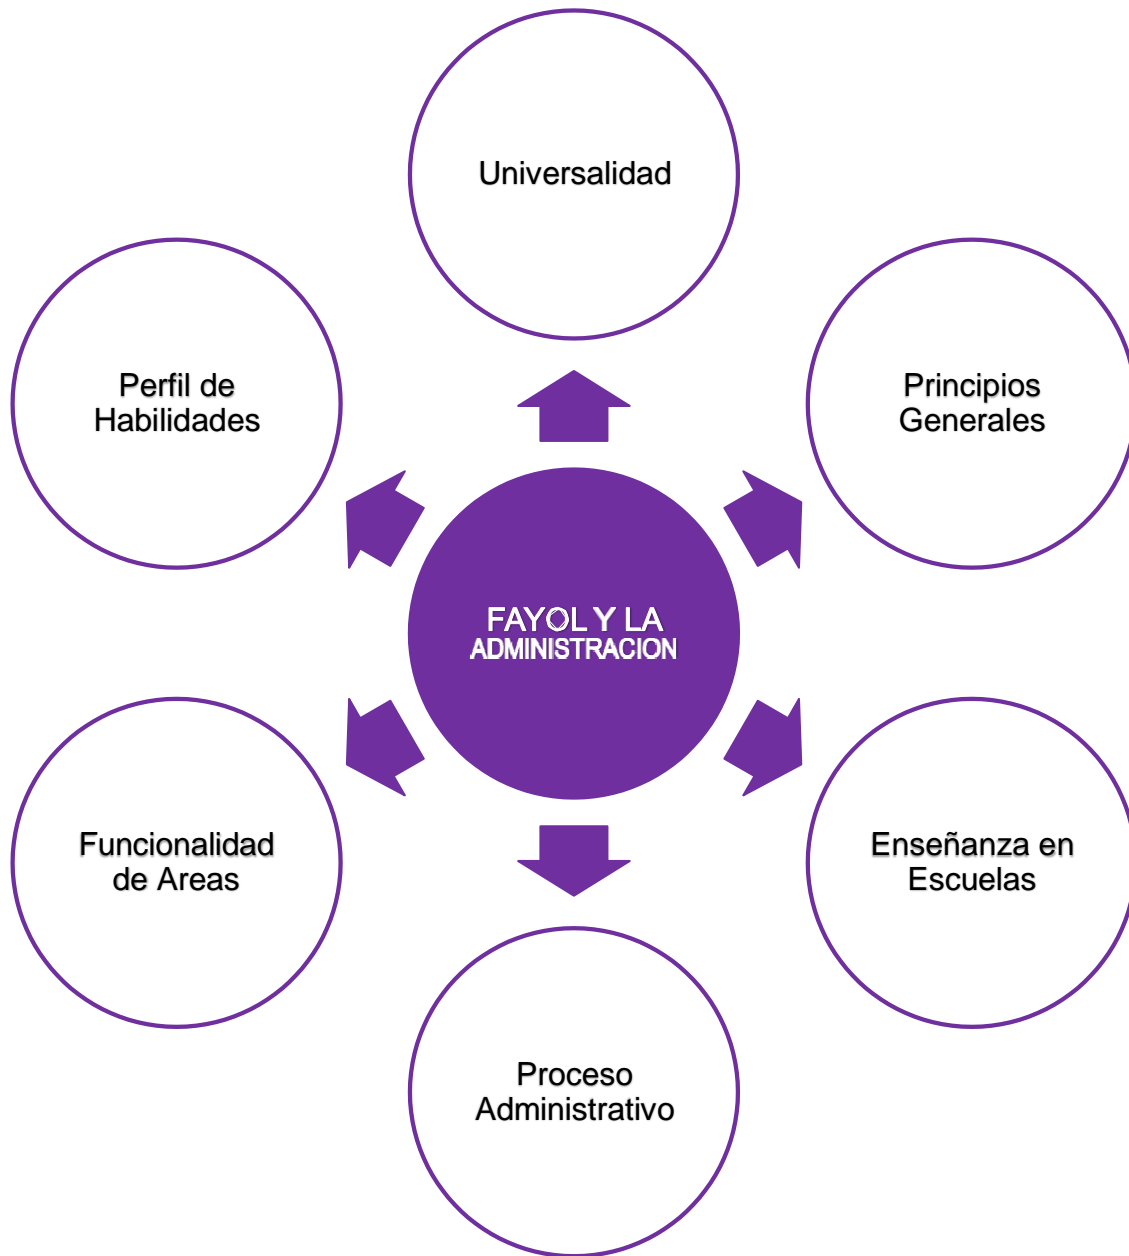 Universalidad
Perfil de
Habilidades
Principios
Generales
FAYOL Y LA
ADMINISTRACION
Funcionalidad
de Areas
Enseñanza en
Escuelas
Proceso
Administrativo